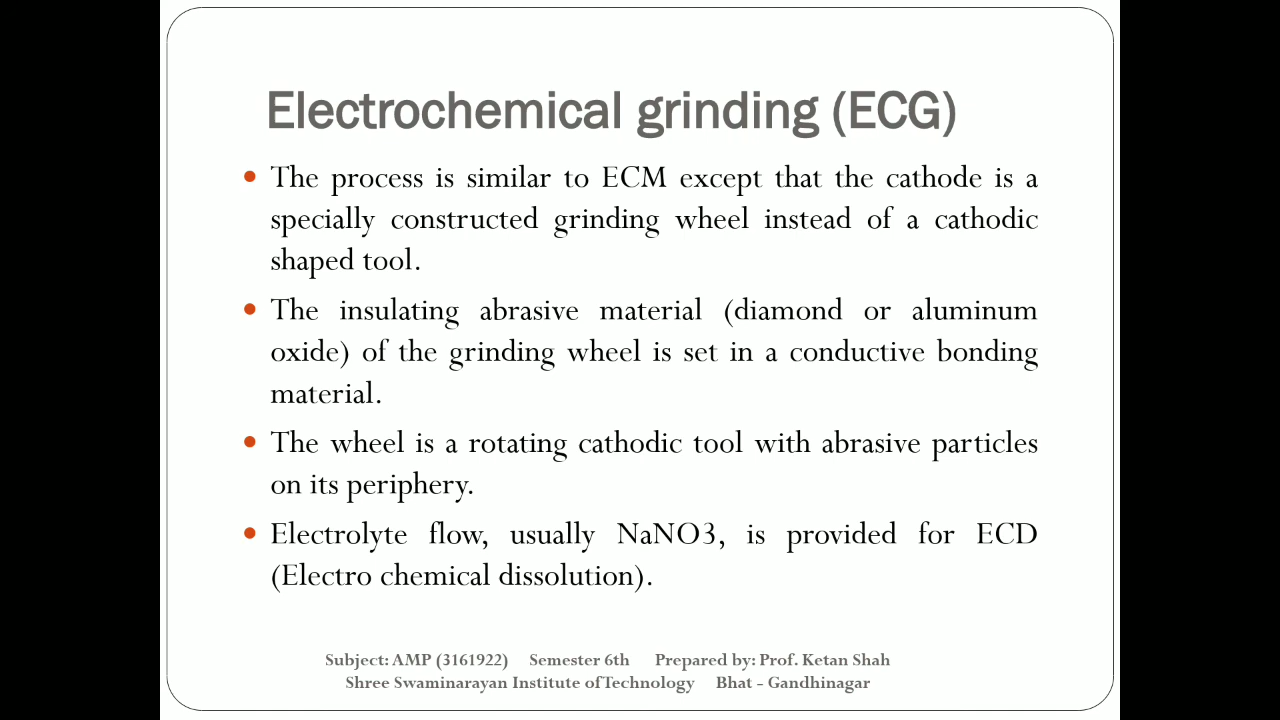 Electrochemical grinding (ECG)
• The process is similar to ECM except that the cathode is a
specially constructed grinding wheel instead of a cathodic
shaped tool.
• The insulating abrasive material (diamond or aluminum
oxide) of the grinding wheel is set in a conductive bonding
material.
• The wheel is a rotating cathodic tool with abrasive particles
on its periphery.
• Electrolyte flow, usually NaNO3, is provided for ECD
(Electro chemical dissolution).
Subject: AMP (3161922) Semester 6th Prepared by: Prof. Ketan Shah
Shree Swaminarayan Institute of Technology Bhat - Gandhinagar